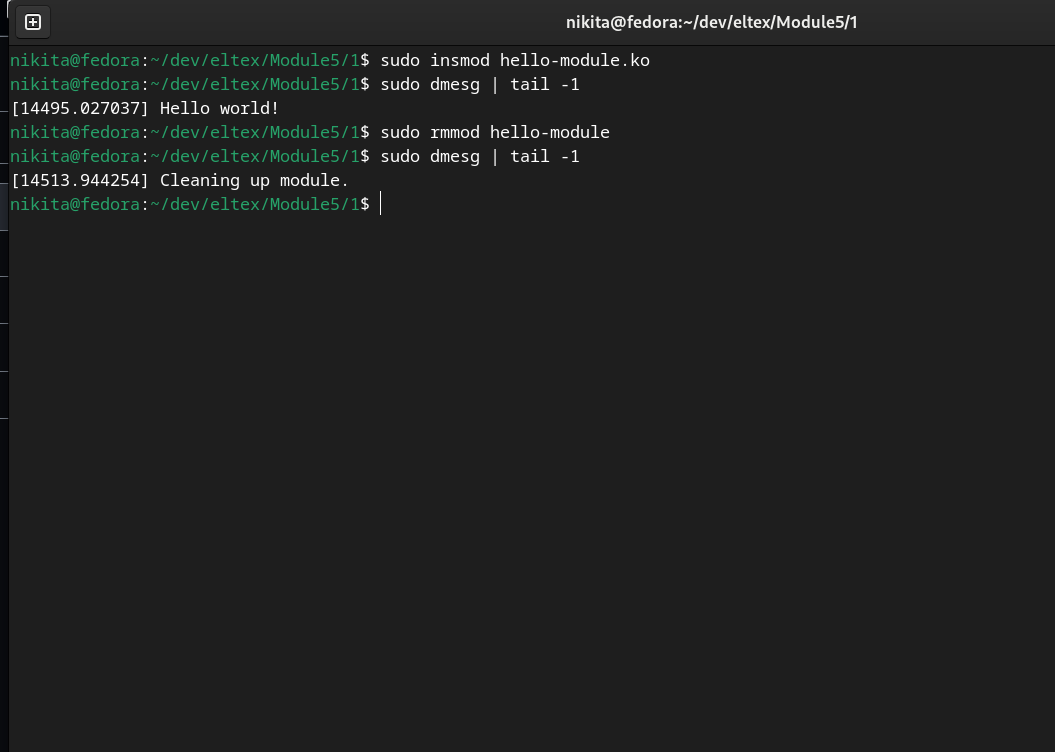 nikita@fedora:~/dev/eltex/Module5/1
nikita@fedora:~/dev/eltex/Module5/1$ sudo insmod hello-module.ko
nikita@fedora:~/dev/eltex/Module5/1$ sudo dmesg | tail -1
[14495.027037] Hello world!
nikita@fedora:~/dev/eltex/Module5/1$ sudo rmmod hello-module
nikita@fedora:~/dev/eltex/Module5/1$ sudo dmesg | tail -1
[14513.944254] Cleaning up module.
nikita@fedora:~/dev/eltex/Module5/1$